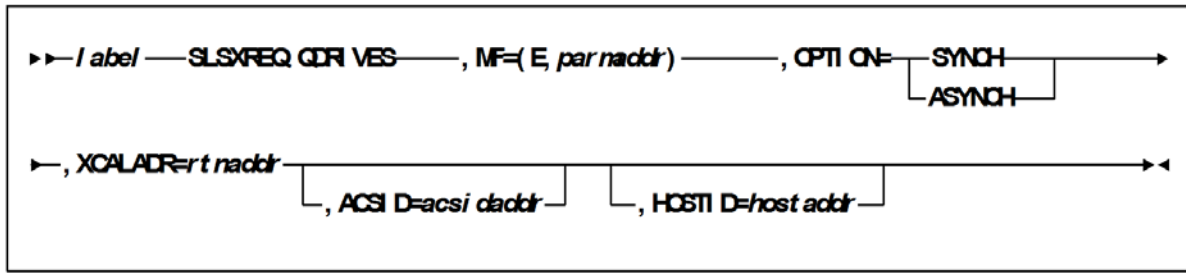 label SLSXREQ QDRIVES , MF=(E, parmaddr) , OPTION= SYNCH
ASYNCH
, XCALADR=rtnaddr
, ACSID=acsidaddr , HOSTID=hostaddr